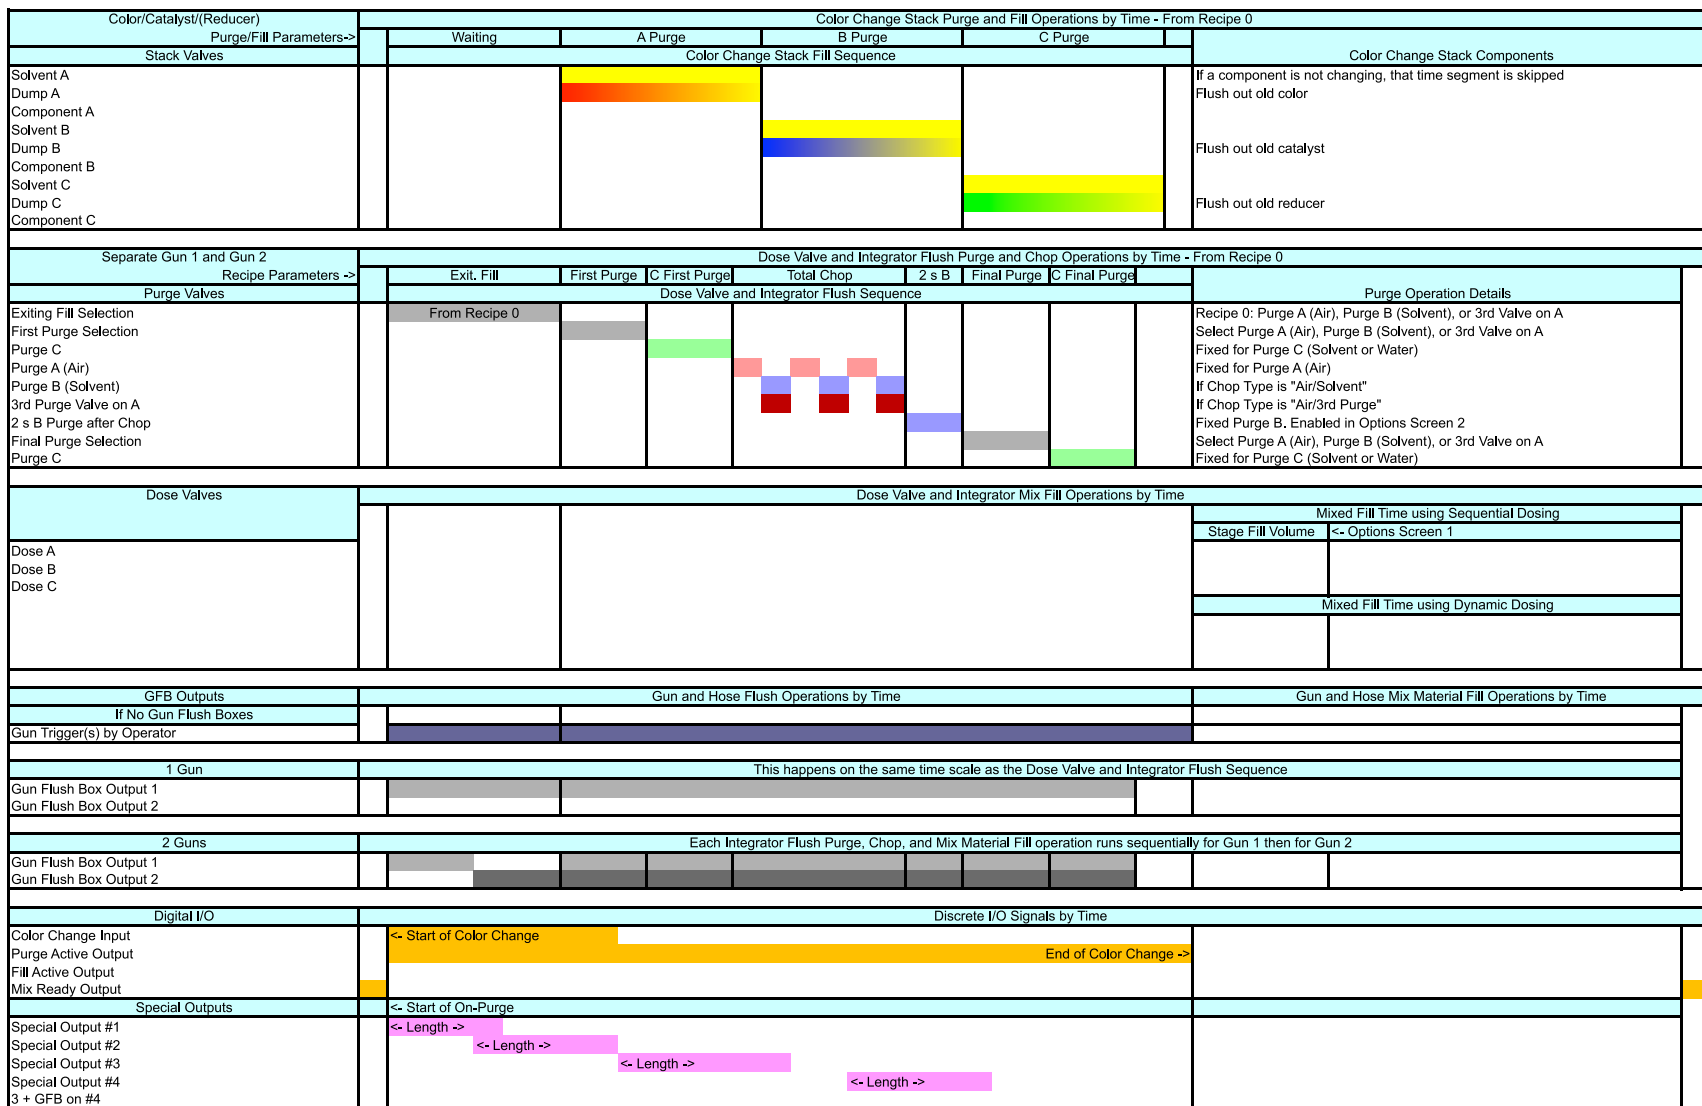 Color/Catalyst/(Reducer) Color Change Stack Purge and Fill Operations by Time - From Recipe 0
Purge/Fill Parameters-> Waiting A Purge B Purge C Purge
Stack Valves Color Change Stack Fill Sequence Color Change Stack Components
Solvent A If a component is not changing, that time segment is skipped
Dump A Flush out old color
Component A
Solvent B
Dump B Flush out old catalyst
Component B
Solvent C
Dump C Flush out old reducer
Component C
Separate Gun 1 and Gun 2 Dose Valve and Integrator Flush Purge and Chop Operations by Time - From Recipe 0
Recipe Parameters -> Exit. Fill First Purge C First Purge Total Chop 2 s B Final Purge C Final Purge
Purge Valves Dose Valve and Integrator Flush Sequence Purge Operation Details
Exiting Fill Selection From Recipe 0 Recipe 0: Purge A (Air), Purge B (Solvent), or 3rd Valve on A
First Purge Selection Select Purge A (Air), Purge B (Solvent), or 3rd Valve on A
Purge C Fixed for Purge C (Solvent or Water)
Purge A (Air) Fixed for Purge A (Air)
Purge B (Solvent) If Chop Type is "Air/Solvent"
3rd Purge Valve on A If Chop Type is "Air/3rd Purge"
2 s B Purge after Chop Fixed Purge B. Enabled in Options Screen 2
Final Purge Selection Select Purge A (Air), Purge B (Solvent), or 3rd Valve on A
Purge C Fixed for Purge C (Solvent or Water)
Dose Valves Dose Valve and Integrator Mix Fill Operations by Time
Mixed Fill Time using Sequential Dosing
Stage Fill Volume <- Options Screen 1
Dose A
Dose B
Dose C
Mixed Fill Time using Dynamic Dosing
GFB Outputs Gun and Hose Flush Operations by Time Gun and Hose Mix Material Fill Operations by Time
If No Gun Flush Boxes
Gun Trigger(s) by Operator
1 Gun This happens on the same time scale as the Dose Valve and Integrator Flush Sequence
Gun Flush Box Output 1
Gun Flush Box Output 2
2 Guns Each Integrator Flush Purge, Chop, and Mix Material Fill operation runs sequentially for Gun 1 then for Gun 2
Gun Flush Box Output 1
Gun Flush Box Output 2
Digital I/O Discrete I/O Signals by Time
Color Change Input <- Start of Color Change
Purge Active Output End of Color Change ->
Fill Active Output
Mix Ready Output
Special Outputs <- Start of On-Purge
Special Output #1 <- Length ->
Special Output #2 <- Length ->
Special Output #3 <- Length ->
Special Output #4 <- Length ->
3 + GFB on #4